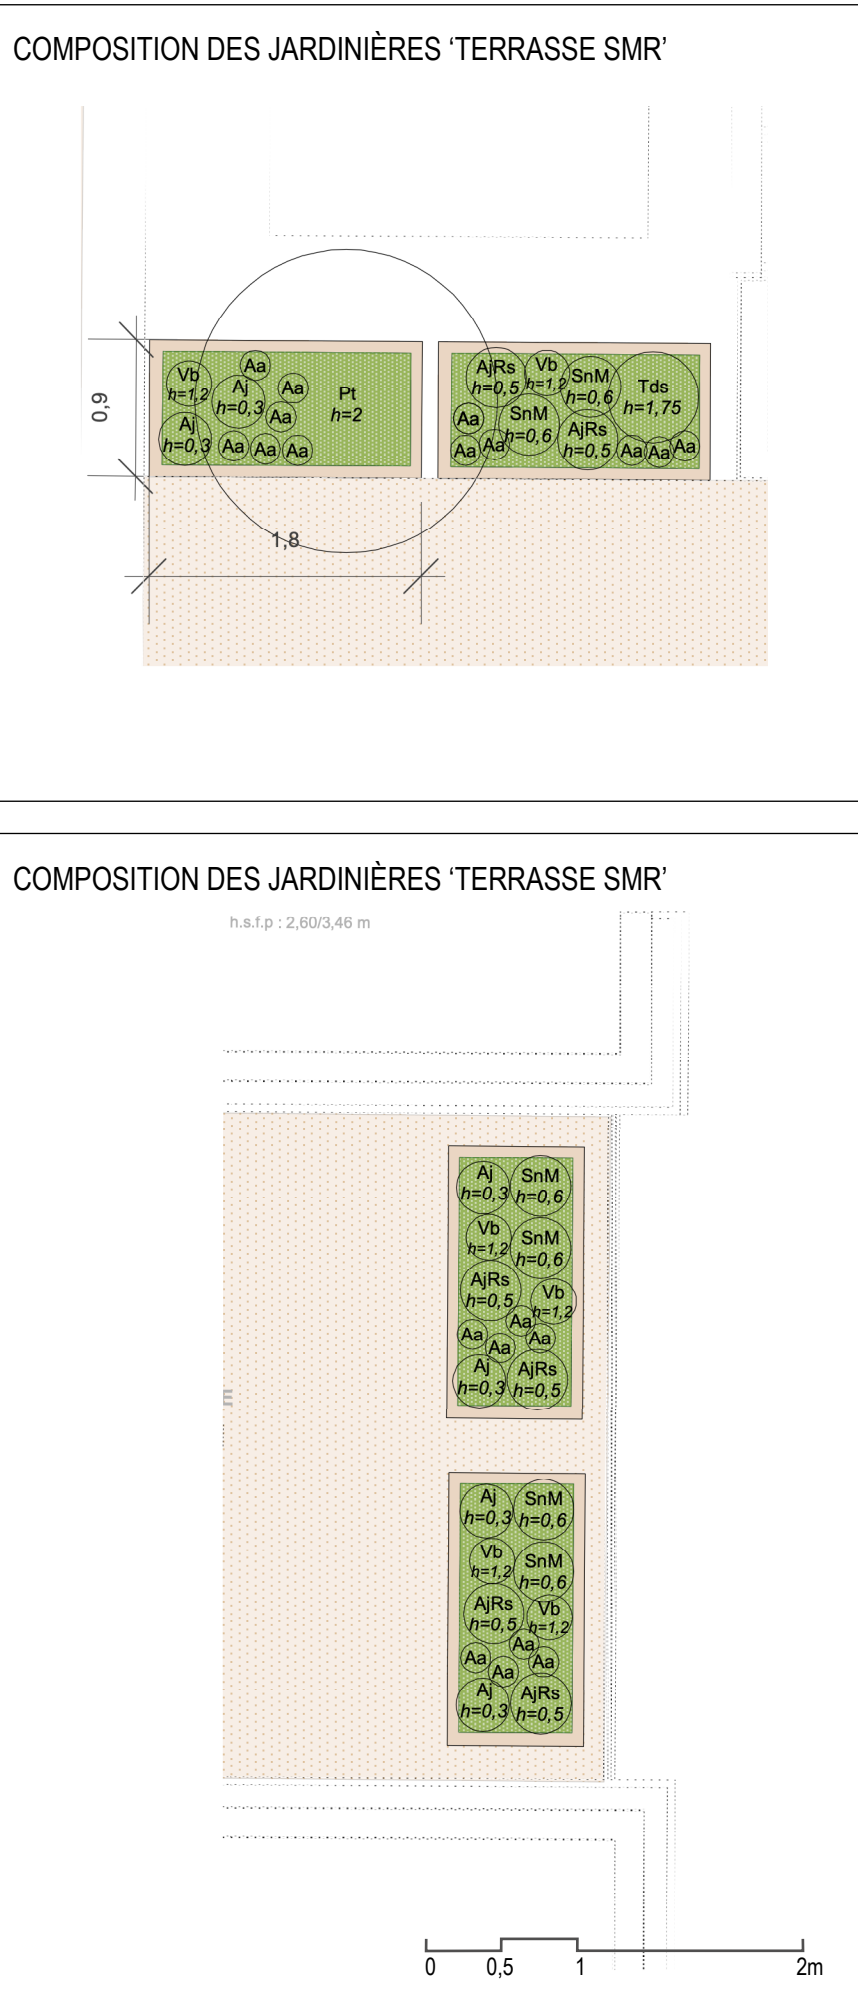 COMPOSITION DES JARDINIÈRES ‘TERRASSE SMR’
0,9
Vb
h=1,2
Aj
h=0,3
Aj
h=0,3
Aa
Aa
Aa
Aa
Aa
Aa
Pt
h=2
AjRs
h=0,5
Vb
h=1,2
SnM
h=0,6
Tds
h=1,75
Aa
SnM
h=0,6
AjRs
h=0,5
Aa
Aa
Aa
Aa
Aa
1,8
COMPOSITION DES JARDINIÈRES ‘TERRASSE SMR’
h.s.f.p : 2,60/3,46 m
Aj
h=0,3
SnM
h=0,6
Vb
h=1,2
SnM
h=0,6
AjRs
h=0,5
Vb
h=1,2
Aa
Aa
Aa
Aa
Aj
h=0,3
AjRs
h=0,5
E
Aj
h=0,3
SnM
h=0,6
Vb
h=1,2
SnM
h=0,6
AjRs
h=0,5
Vb
h=1,2
Aa
Aa
Aa
Aa
Aj
h=0,3
AjRs
h=0,5
0 0,5 1 2m